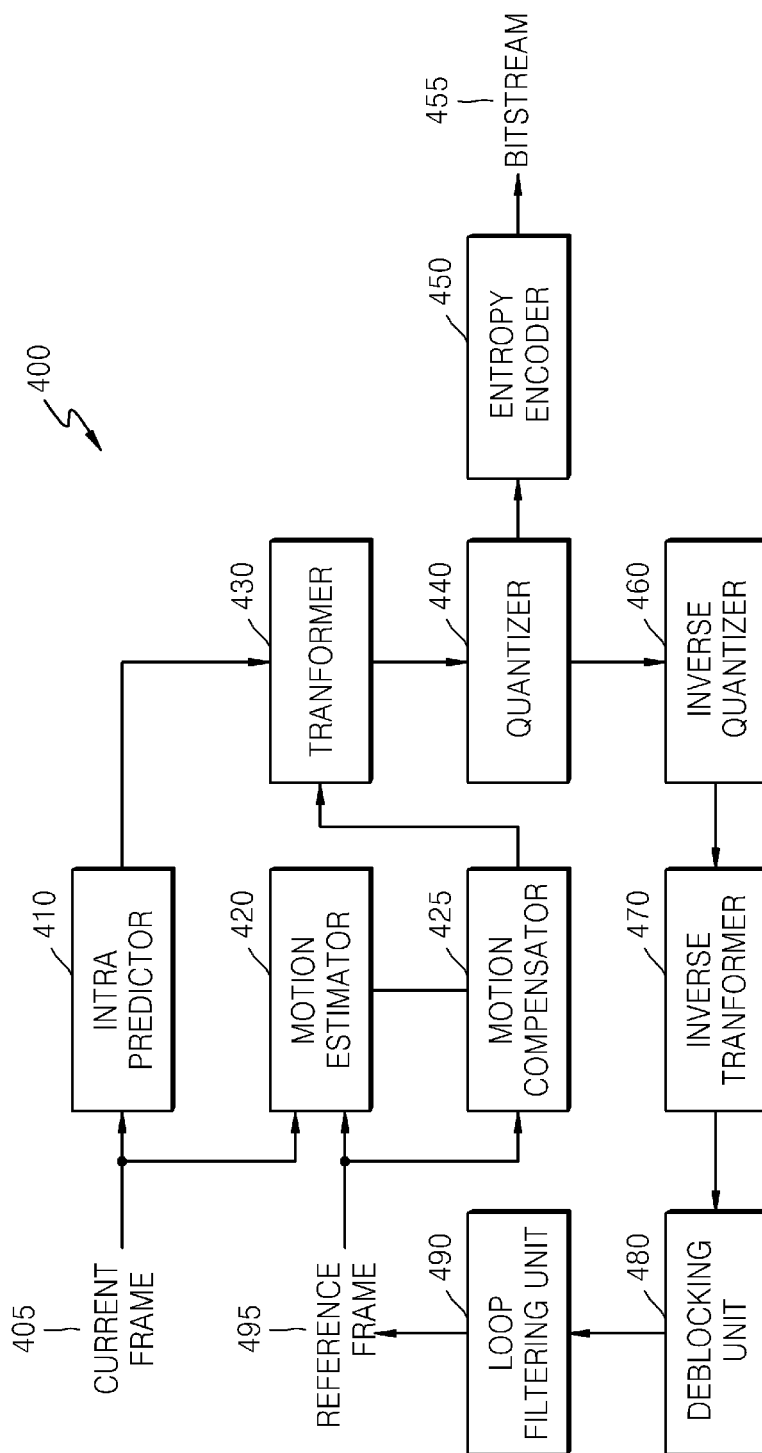 400
405
CURRENT
FRAME
410
INTRA
PREDICTOR
495
REFERENCE
FRAME
420
MOTION
ESTIMATOR
430
TRANFORMER
490
LOOP
FILTERING UNIT
425
MOTION
COMPENSATOR
440
QUANTIZER
450
ENTROPY
ENCODER
455
BITSTREAM
480
DEBLOCKING
UNIT
470
INVERSE
TRANFORMER
460
INVERSE
QUANTIZER